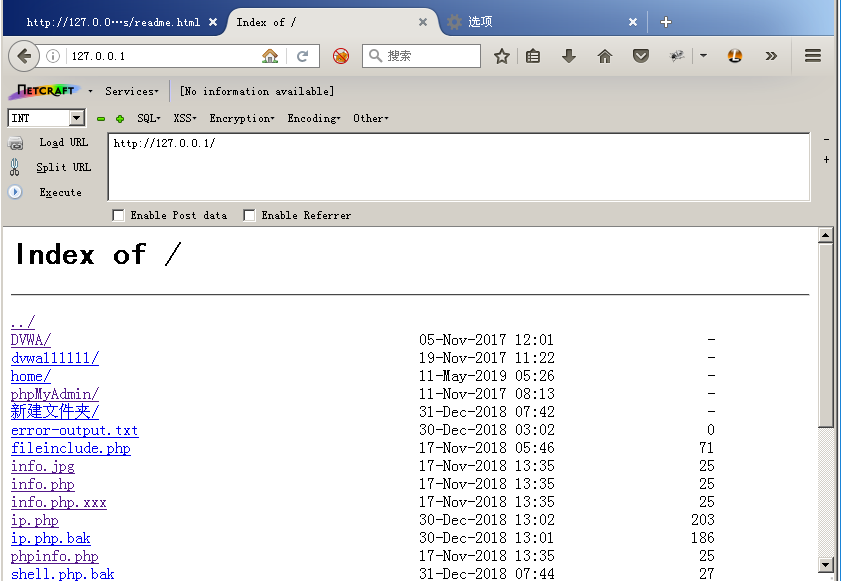 http://127.0.0···s/readme.html × Index of / × 选项 ×
127.0.0.1 搜索
NETCRAFT Services [No information available]
INT SQL XSS Encryption Encoding Other
Load URL http://127.0.0.1/
Split URL
Execute
Enable Post data Enable Referrer
Index of /
../
DVWA/ 05-Nov-2017 12:01 -
dvwa111111/ 19-Nov-2017 11:22 -
home/ 11-May-2019 05:26 -
phpMyAdmin/ 11-Nov-2017 08:13 -
新建文件夹/ 31-Dec-2018 07:42 -
error-output.txt 30-Dec-2018 03:02 0
fileinclude.php 17-Nov-2018 05:46 71
info.jpg 17-Nov-2018 13:35 25
info.php 17-Nov-2018 13:35 25
info.php.xxx 17-Nov-2018 13:35 25
ip.php 30-Dec-2018 13:02 203
ip.php.bak 30-Dec-2018 13:01 186
phpinfo.php 17-Nov-2018 13:35 25
shell.php.bak 31-Dec-2018 07:44 27